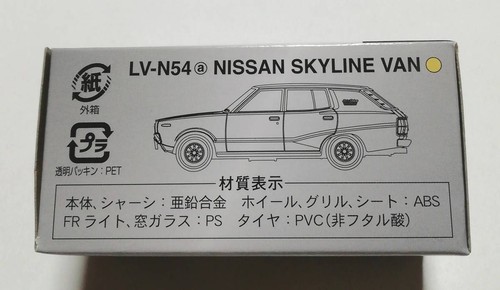 紙
外箱
LV-N54 ⓐ NISSAN SKYLINE VAN
プラ
透明パッキン：PET
材質表示
本体、シャーシ：亜鉛合金　ホイール、グリル、シート：ABS
FRライト、窓ガラス：PS　タイヤ：PVC（非フタル酸）